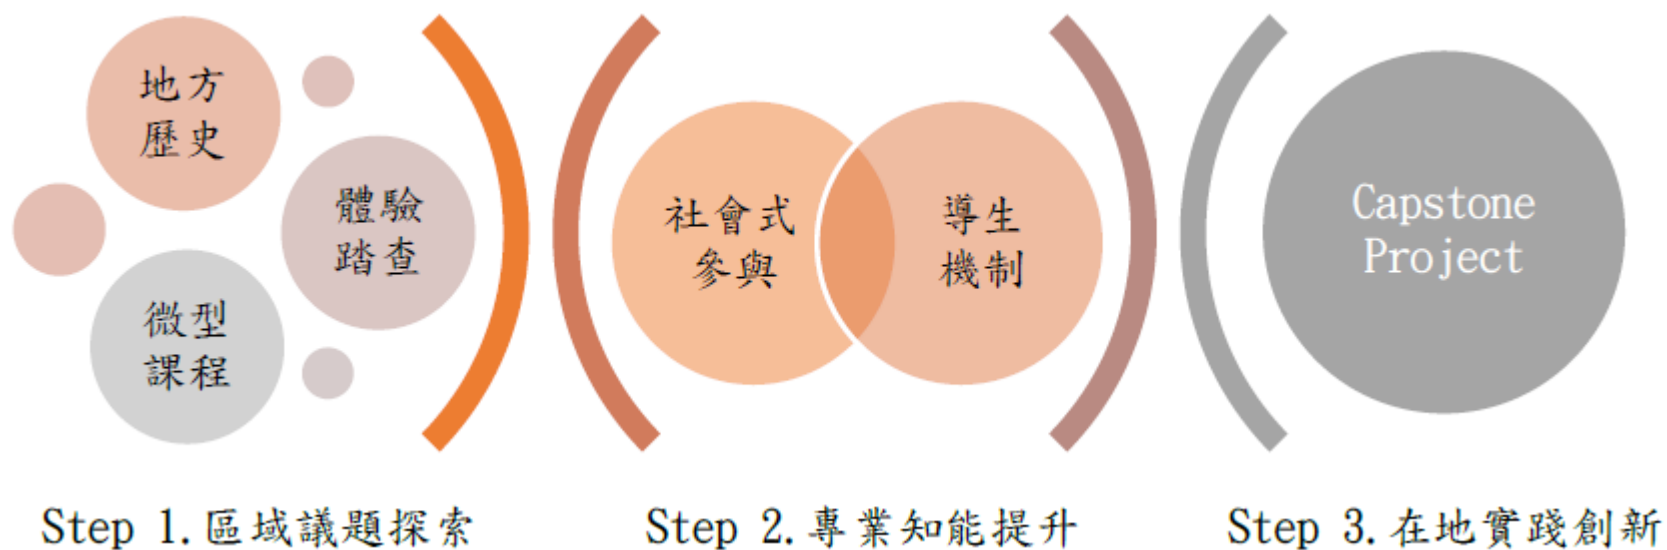 地方
歷史
體驗
踏查
微型
課程
社會式
參與
導生
機制
Capstone
Project
Step 1.區域議題探索
Step 2.專業知能提升
Step 3.在地實踐創新